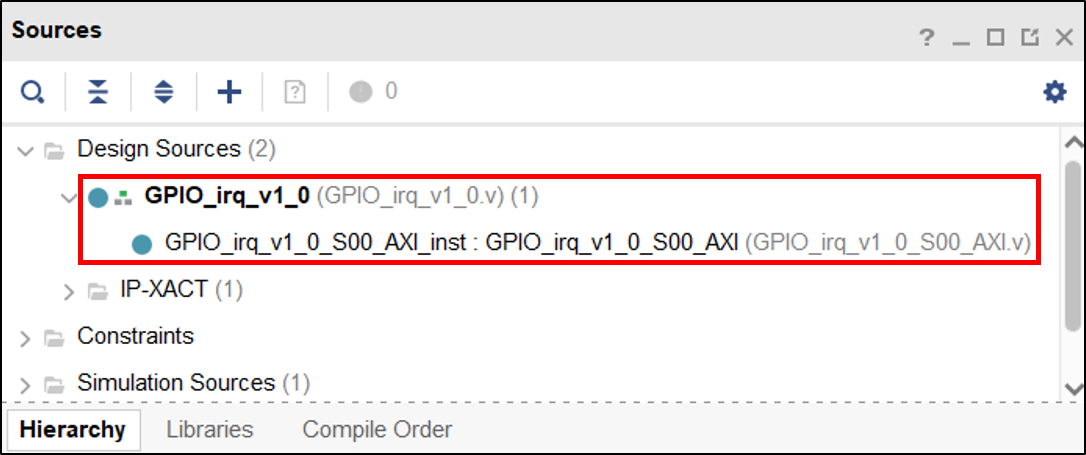 Sources
? 
0
Design Sources (2)
GPIO_irq_v1_0 (GPIO_irq_v1_0.v) (1)
GPIO_irq_v1_0_S00_AXI_inst : GPIO_irq_v1_0_S00_AXI (GPIO_irq_v1_0_S00_AXI.v)
IP-XACT (1)
Constraints
Simulation Sources (1)
Hierarchy Libraries Compile Order